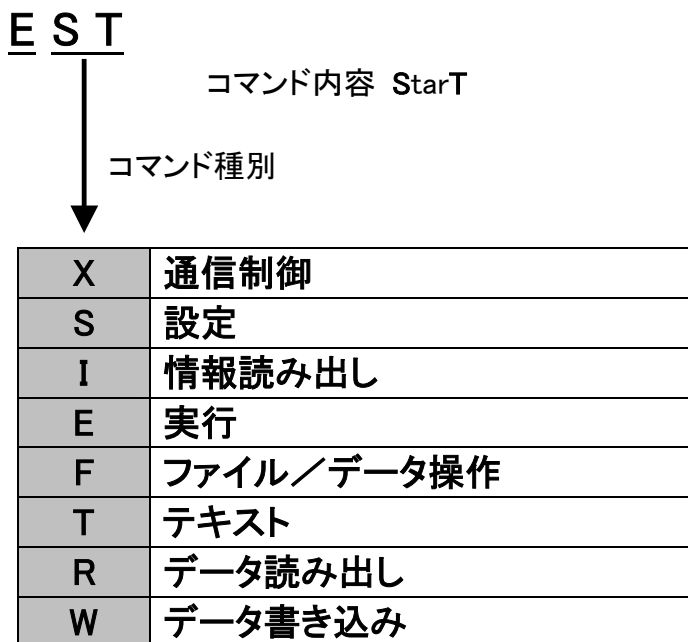 E ST
コマンド内容 StarT
コマンド種別
X 通信制御
S 設定
I 情報読み出し
E 実行
F ファイル／データ操作
T テキスト
R データ読み出し
W データ書き込み